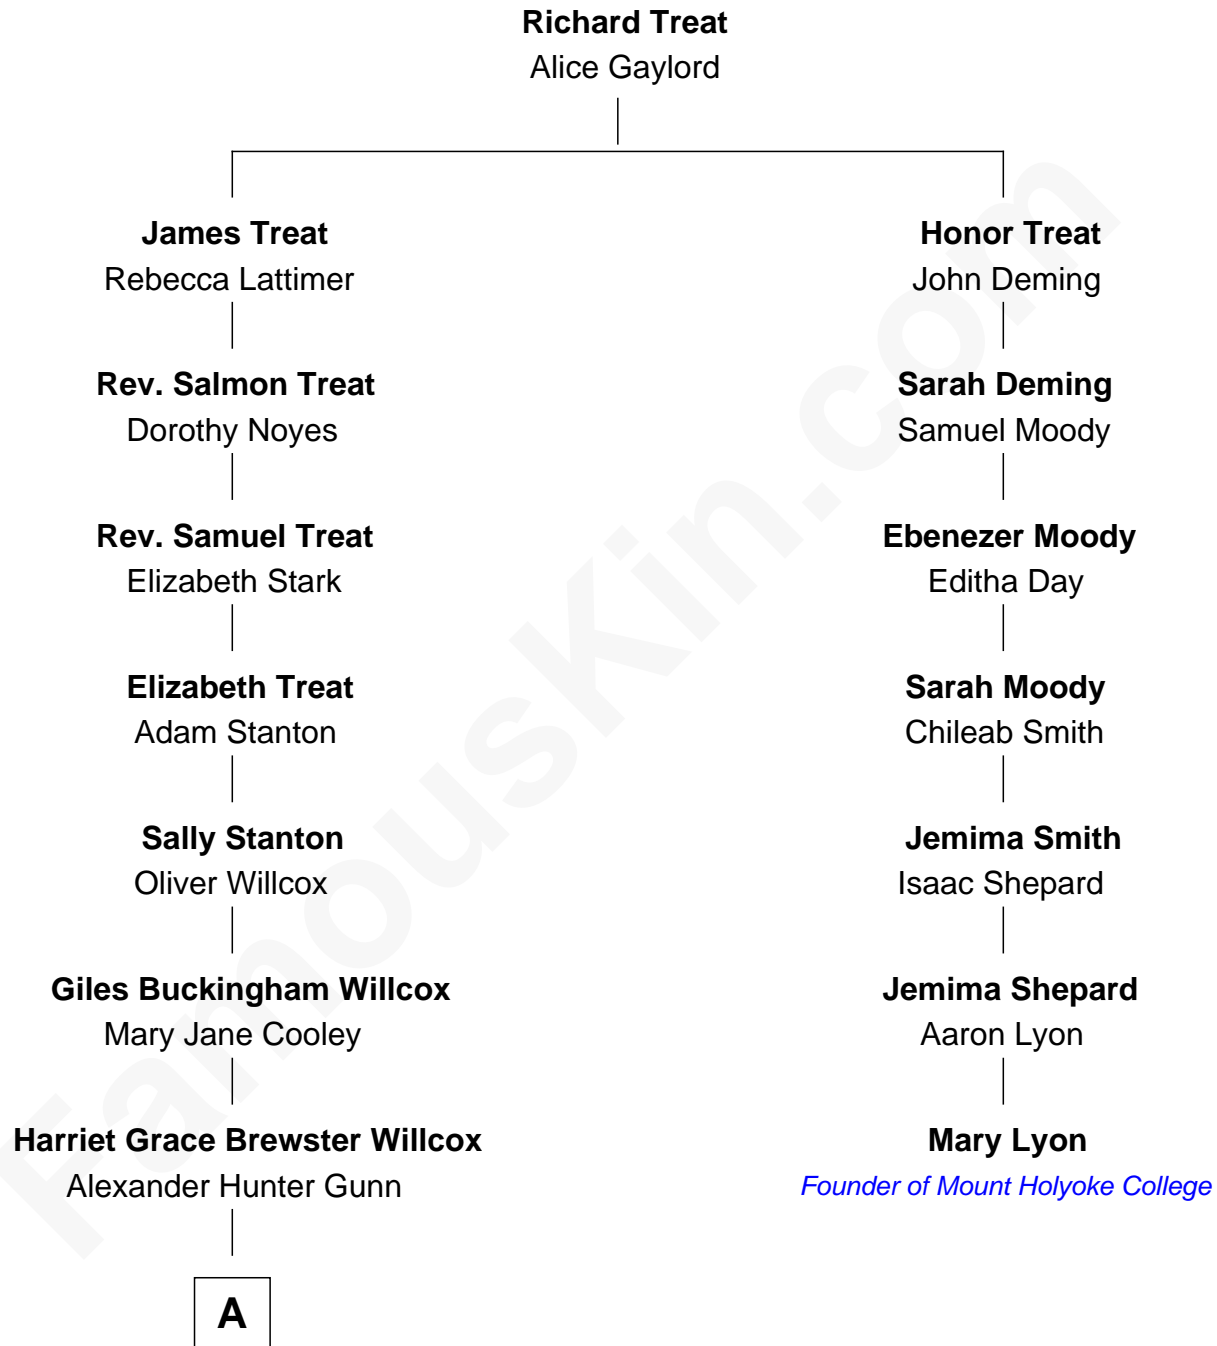 Richard Treat
Alice Gaylord
James Treat
Rebecca Lattimer
Honor Treat
John Deming
Rev. Salmon Treat
Dorothy Noyes
Sarah Deming
Samuel Moody
Rev. Samuel Treat
Elizabeth Stark
Ebenezer Moody
Editha Day
Elizabeth Treat
Adam Stanton
Sarah Moody
Chileab Smith
Sally Stanton
Oliver Willcox
Jemima Smith
Isaac Shepard
Giles Buckingham Willcox
Mary Jane Cooley
Jemima Shepard
Aaron Lyon
Harriet Grace Brewster Willcox
Alexander Hunter Gunn
Mary Lyon
Founder of Mount Holyoke College
A
FamousKin.com